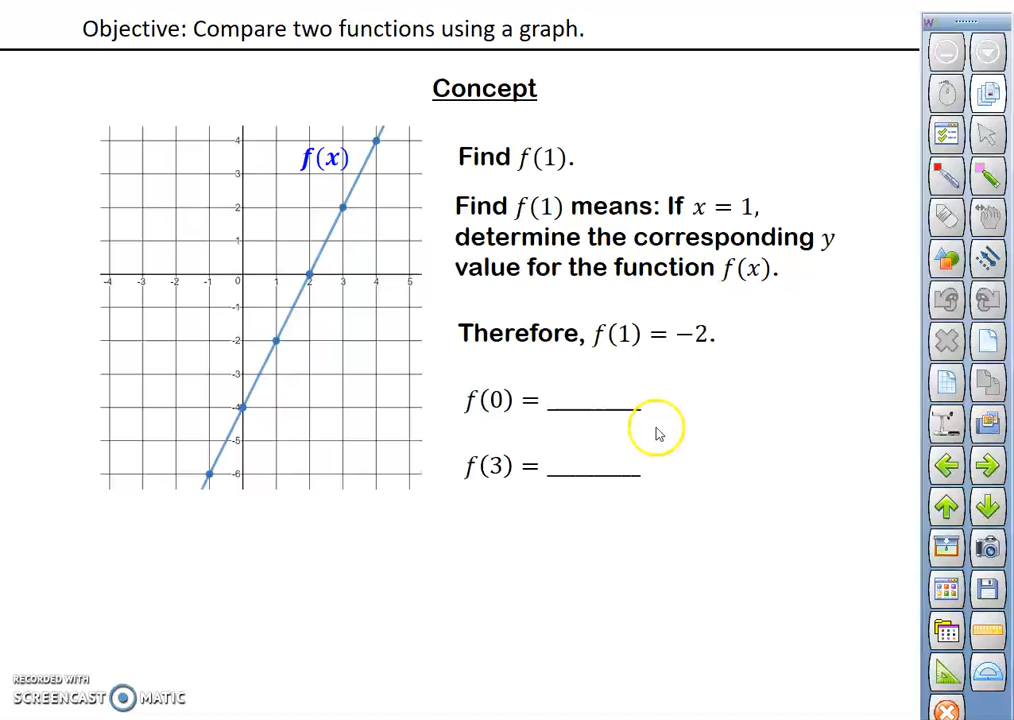 Objective: Compare two functions using a graph.
Concept
f(x)
4
3
2
1
-4 -3 -2 -1 0 1 2 3 4 5
-1
-2
-3
-4
-5
-6
Find f(1).
Find f(1) means: If x = 1,
determine the corresponding y
value for the function f(x).
Therefore, f(1) = −2.
f(0) = ________
f(3) = ________
RECORDED WITH
SCREENCAST MATIC
W